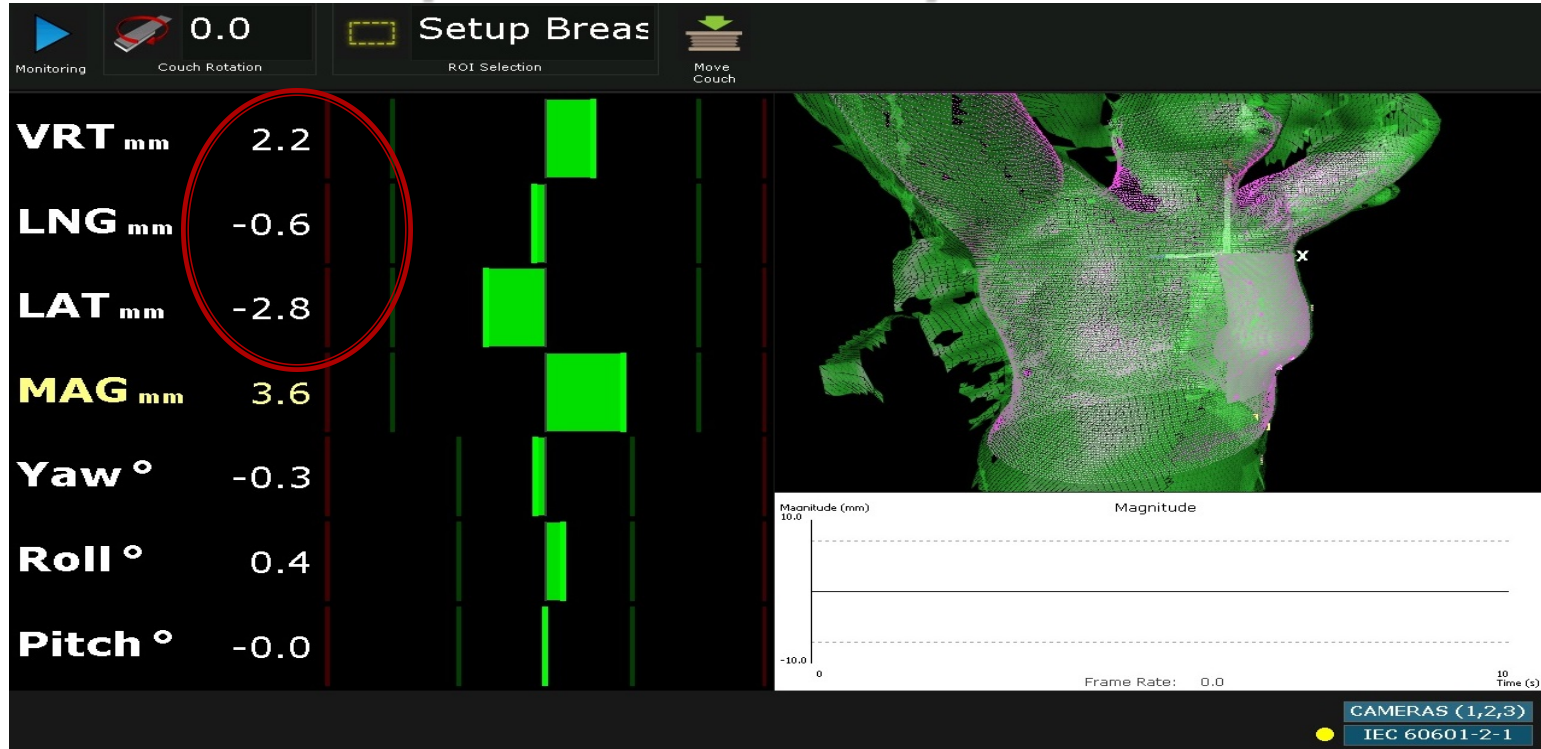 0.0
Setup Breas
Monitoring
Couch Rotation
ROI Selection
Move
Couch
VRT mm 2.2
LNG mm -0.6
LAT mm -2.8
MAG mm 3.6
Yaw ° -0.3
Roll ° 0.4
Pitch ° -0.0
X
Magnitude (mm)
Magnitude
10.0
-10.0
0
Frame Rate: 0.0
10
Time (s)
CAMERAS (1,2,3)
IEC 60601-2-1